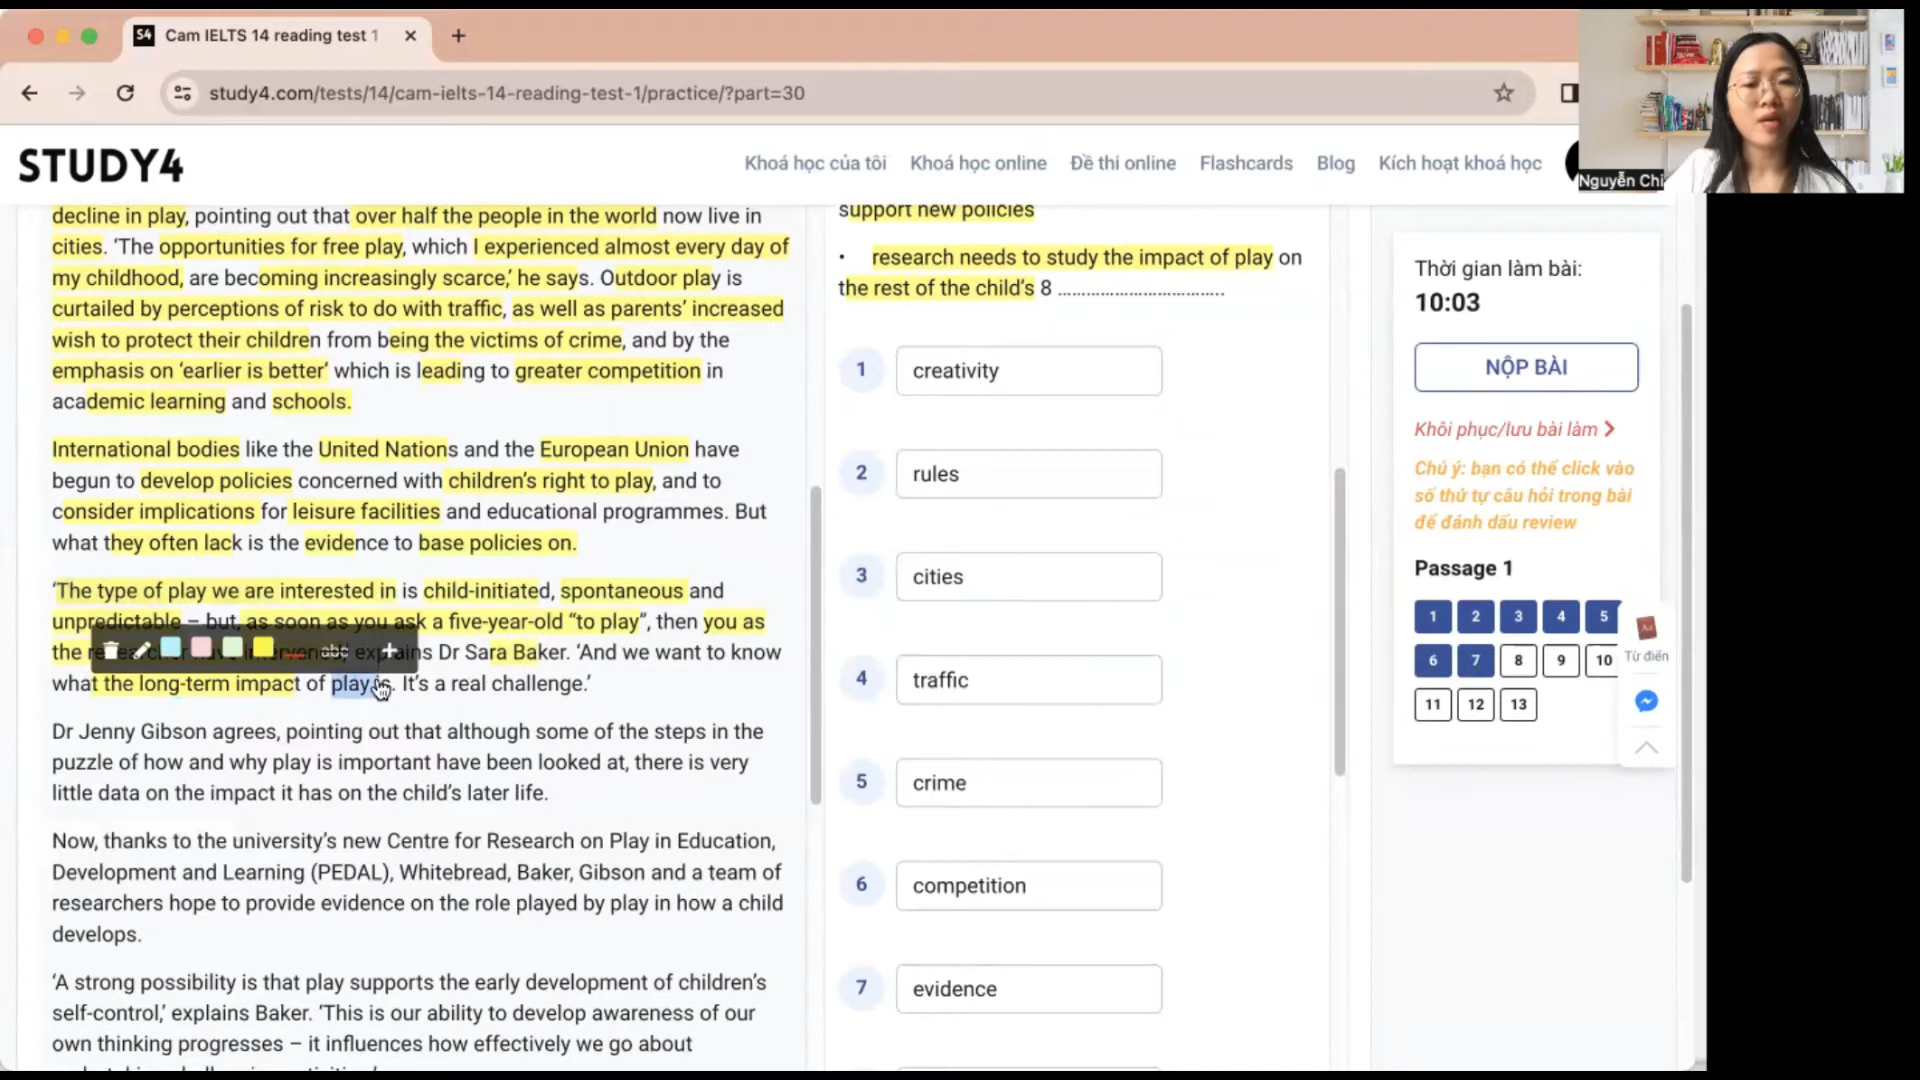 S4 Cam IELTS 14 reading test 1
study4.com/tests/14/cam-ielts-14-reading-test-1/practice/?part=30
STUDY4
Khoá học của tôi Khoá học online Đề thi online Flashcards Blog Kích hoạt khoá học
Nguyễn Chi
decline in play, pointing out that over half the people in the world now live in
cities. ‘The opportunities for free play, which I experienced almost every day of
my childhood, are becoming increasingly scarce,’ he says. Outdoor play is
curtailed by perceptions of risk to do with traffic, as well as parents’ increased
wish to protect their children from being the victims of crime, and by the
emphasis on ‘earlier is better’ which is leading to greater competition in
academic learning and schools.
International bodies like the United Nations and the European Union have
begun to develop policies concerned with children’s right to play, and to
consider implications for leisure facilities and educational programmes. But
what they often lack is the evidence to base policies on.
‘The type of play we are interested in is child-initiated, spontaneous and
unpredictable – but, as soon as you ask a five-year-old “to play”, then you as
the researcher have intervened,’ explains Dr Sara Baker. ‘And we want to know
what the long-term impact of play is. It’s a real challenge.’
Dr Jenny Gibson agrees, pointing out that although some of the steps in the
puzzle of how and why play is important have been looked at, there is very
little data on the impact it has on the child’s later life.
Now, thanks to the university’s new Centre for Research on Play in Education,
Development and Learning (PEDAL), Whitebread, Baker, Gibson and a team of
researchers hope to provide evidence on the role played by play in how a child
develops.
‘A strong possibility is that play supports the early development of children’s
self-control,’ explains Baker. ‘This is our ability to develop awareness of our
own thinking progresses – it influences how effectively we go about
abc
support new policies
• research needs to study the impact of play on
the rest of the child’s 8 ................................
1 creativity
2 rules
3 cities
4 traffic
5 crime
6 competition
7 evidence
Thời gian làm bài:
10:03
NỘP BÀI
Khôi phục/lưu bài làm
Chú ý: bạn có thể click vào
số thứ tự câu hỏi trong bài
để đánh dấu review
Passage 1
1 2 3 4 5
6 7 8 9 10
11 12 13
Từ điển